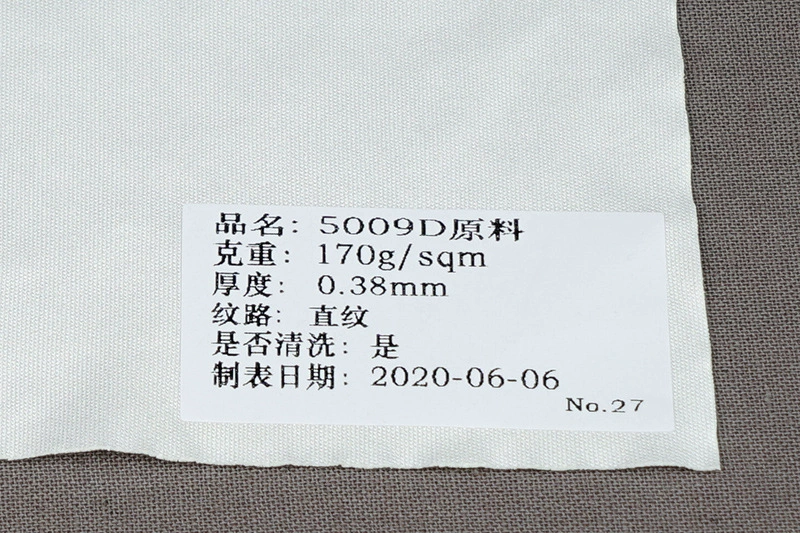 品名: 5009D原料
克重: 170g/sqm
厚度: 0.38mm
纹路: 直纹
是否清洗: 是
制表日期: 2020-06-06
No.27